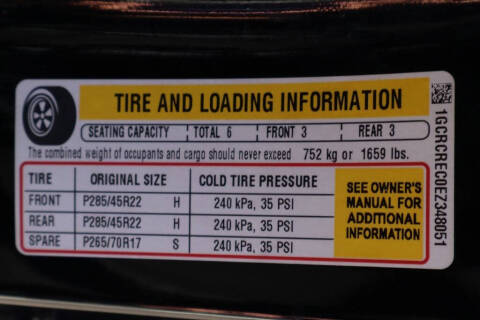 TIRE AND LOADING INFORMATION
SEATING CAPACITY TOTAL 6 FRONT 3 REAR 3
The combined weight of occupants and cargo should never exceed 752 kg or 1659 lbs.
TIRE ORIGINAL SIZE COLD TIRE PRESSURE
FRONT P285/45R22 H 240 kPa, 35 PSI
REAR P285/45R22 H 240 kPa, 35 PSI
SPARE P265/70R17 S 240 kPa, 35 PSI
SEE OWNER'S
MANUAL FOR
ADDITIONAL
INFORMATION
1GCRCREC0EZ348051